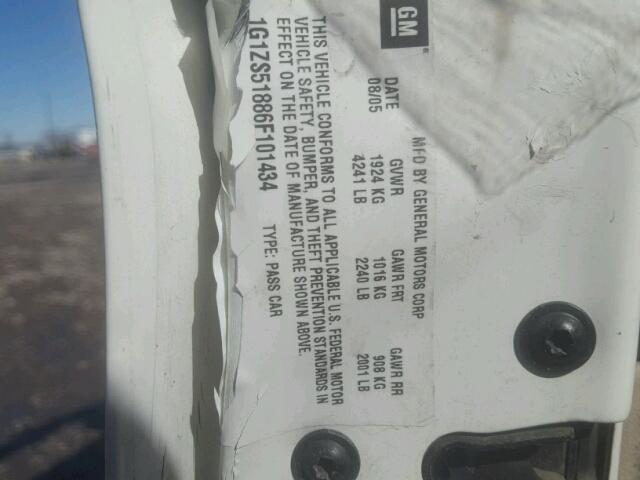 GM®
MFD BY GENERAL MOTORS CORP
DATE GVWR GAWR FRT GAWR RR
08/05 1924 KG 1016 KG 908 KG
4241 LB 2240 LB 2001 LB
THIS VEHICLE CONFORMS TO ALL APPLICABLE U.S. FEDERAL MOTOR
VEHICLE SAFETY, BUMPER, AND THEFT PREVENTION STANDARDS IN
EFFECT ON THE DATE OF MANUFACTURE SHOWN ABOVE.
1G1ZS51886F101434 TYPE: PASS CAR